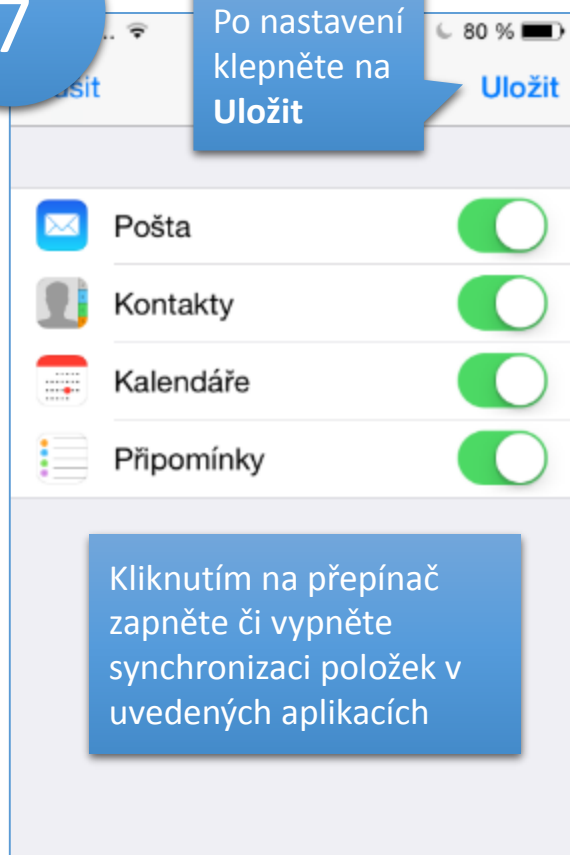 7
Po nastavení
klepněte na
Uložit
80 %
Uložit
Pošta
Kontakty
Kalendáře
Připomínky
Kliknutím na přepínač
zapněte či vypněte
synchronizaci položek v
uvedených aplikacích